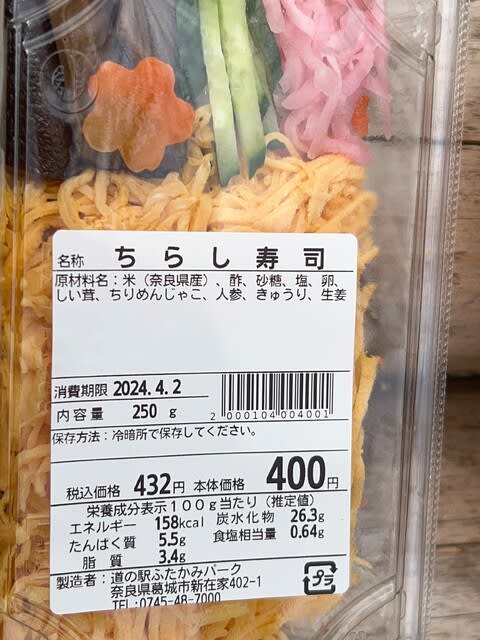 名称 ちらし寿司
原材料名：米（奈良県産）、酢、砂糖、塩、卵、
しい茸、ちりめんじゃこ、人参、きゅうり、生姜
消費期限 2024.4.2
内容量 250 g
2 000104 004001
保存方法：冷暗所で保存してください。
税込価格 432円 本体価格 400円
栄養成分表示100g当たり（推定値）
エネルギー 158kcal 炭水化物 26.3g
たんぱく質 5.5g 食塩相当量 0.64g
脂質 3.4g
製造者：道の駅ふたかみパーク
奈良県葛城市新在家402-1
TEL:0745-48-7000
プラ